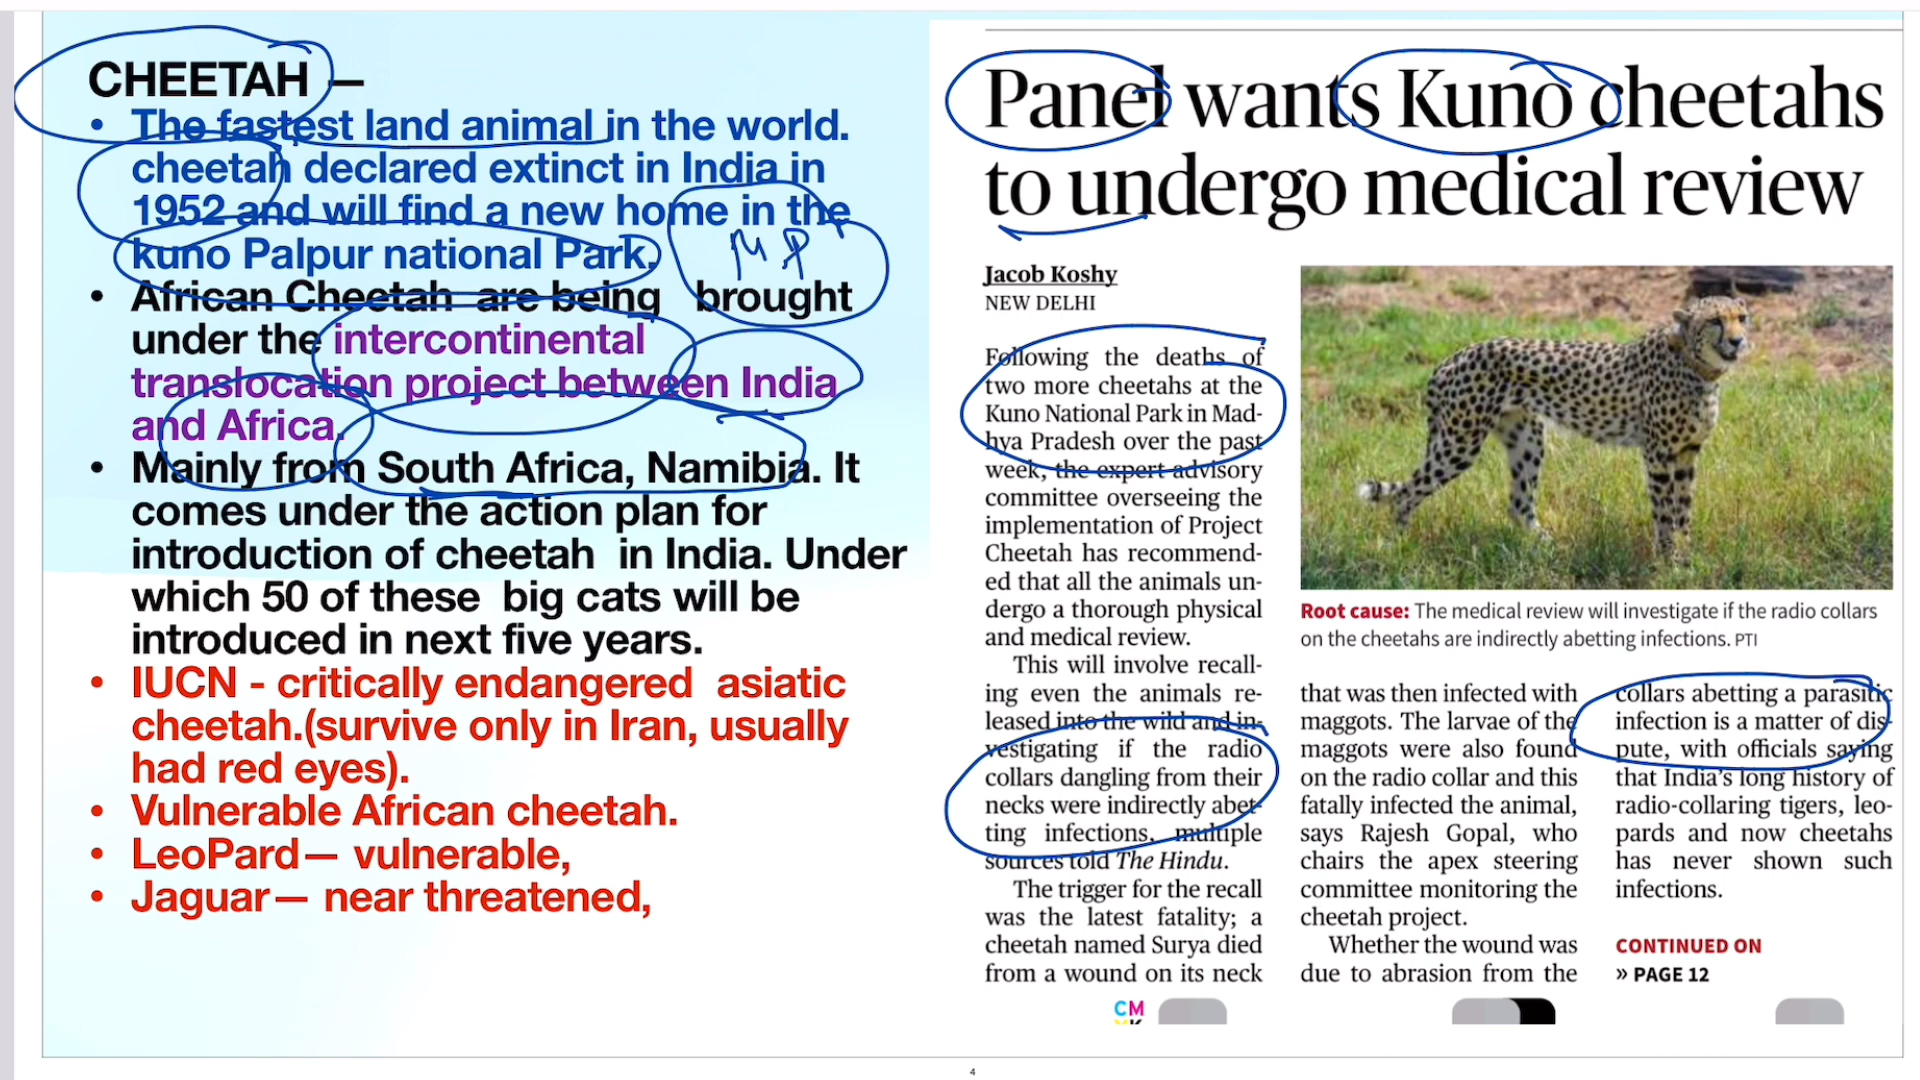 CHEETAH —
• The fastest land animal in the world.
cheetah declared extinct in India in
1952 and will find a new home in the
kuno Palpur national Park.
MP
• African Cheetah are being brought
under the intercontinental
translocation project between India
and Africa.
• Mainly from South Africa, Namibia. It
comes under the action plan for
introduction of cheetah in India. Under
which 50 of these big cats will be
introduced in next five years.
• IUCN - critically endangered asiatic
cheetah.(survive only in Iran, usually
had red eyes).
• Vulnerable African cheetah.
• LeoPard— vulnerable,
• Jaguar— near threatened,
Panel wants Kuno cheetahs
to undergo medical review
Jacob Koshy
NEW DELHI
Following the deaths of
two more cheetahs at the
Kuno National Park in Mad-
hya Pradesh over the past
week, the expert advisory
committee overseeing the
implementation of Project
Cheetah has recommend-
ed that all the animals un-
dergo a thorough physical
and medical review.
This will involve recall-
ing even the animals re-
leased into the wild and in-
vestigating if the radio
collars dangling from their
necks were indirectly abet-
ting infections, multiple
sources told The Hindu.
The trigger for the recall
was the latest fatality; a
cheetah named Surya died
from a wound on its neck
Root cause: The medical review will investigate if the radio collars
on the cheetahs are indirectly abetting infections. PTI
that was then infected with
maggots. The larvae of the
maggots were also found
on the radio collar and this
fatally infected the animal,
says Rajesh Gopal, who
chairs the apex steering
committee monitoring the
cheetah project.
Whether the wound was
due to abrasion from the
collars abetting a parasitic
infection is a matter of dis-
pute, with officials saying
that India's long history of
radio-collaring tigers, leo-
pards and now cheetahs
has never shown such
infections.
CONTINUED ON
» PAGE 12
CM
4